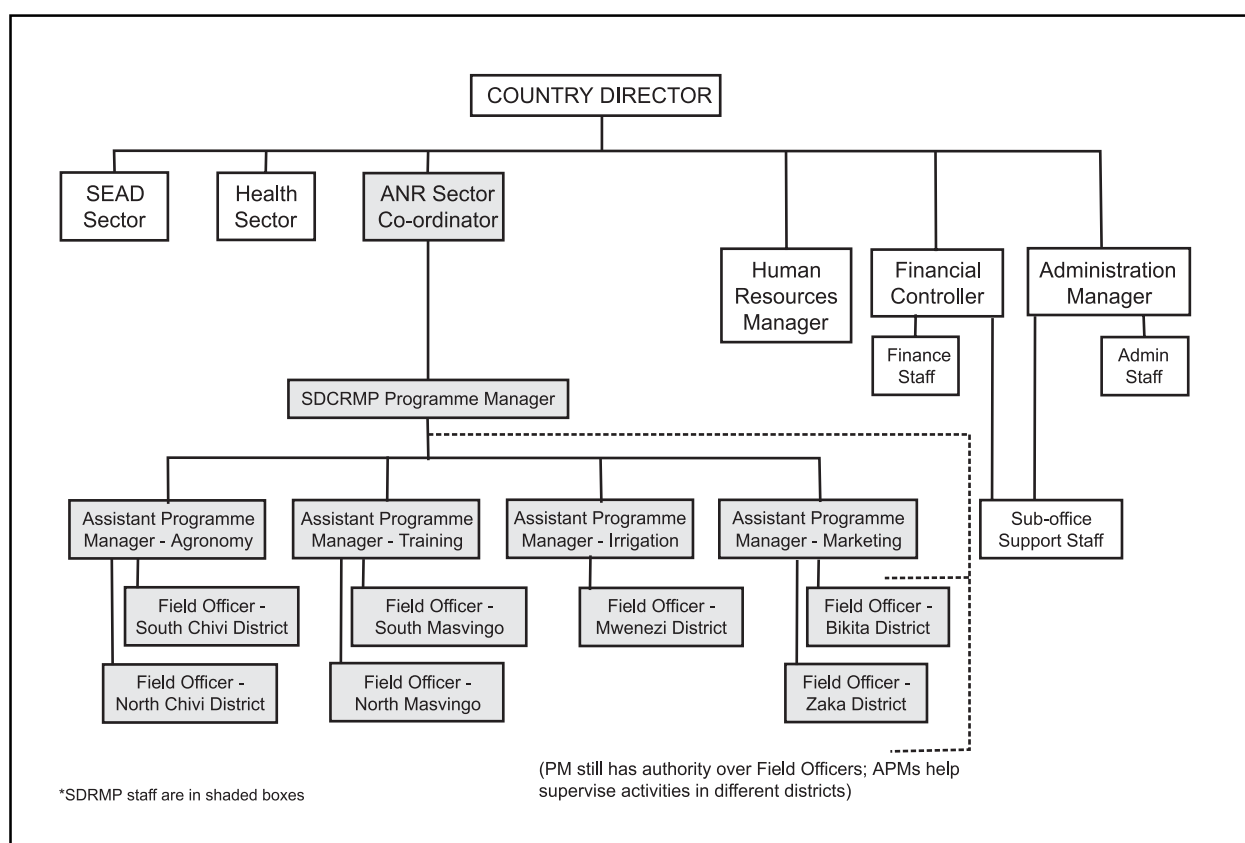 COUNTRY DIRECTOR
SEAD
Sector
Health
Sector
ANR Sector
Co-ordinator
Human
Resources
Manager
Financial
Controller
Administration
Manager
Finance
Staff
Admin
Staff
SDCRMP Programme Manager
Assistant Programme
Manager - Agronomy
Assistant Programme
Manager - Training
Assistant Programme
Manager - Irrigation
Assistant Programme
Manager - Marketing
Sub-office
Support Staff
Field Officer -
South Chivi District
Field Officer -
South Masvingo
Field Officer -
Mwenezi District
Field Officer -
Bikita District
Field Officer -
North Chivi District
Field Officer -
North Masvingo
Field Officer -
Zaka District
(PM still has authority over Field Officers; APMs help
supervise activities in different districts)
*SDRMP staff are in shaded boxes